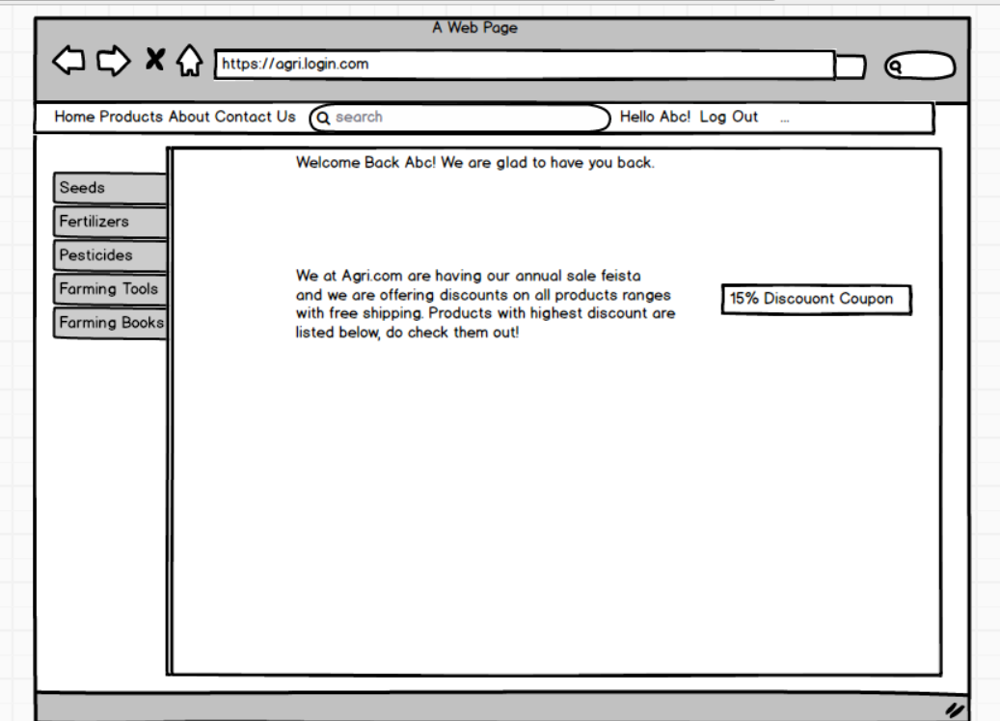 A Web Page
https://agri.login.com
Home Products About Contact Us search Hello Abc! Log Out ...
Welcome Back Abc! We are glad to have you back.
Seeds
Fertilizers
Pesticides
Farming Tools
Farming Books
We at Agri.com are having our annual sale feista
and we are offering discounts on all products ranges
with free shipping. Products with highest discount are
listed below, do check them out!
15% Discouont Coupon